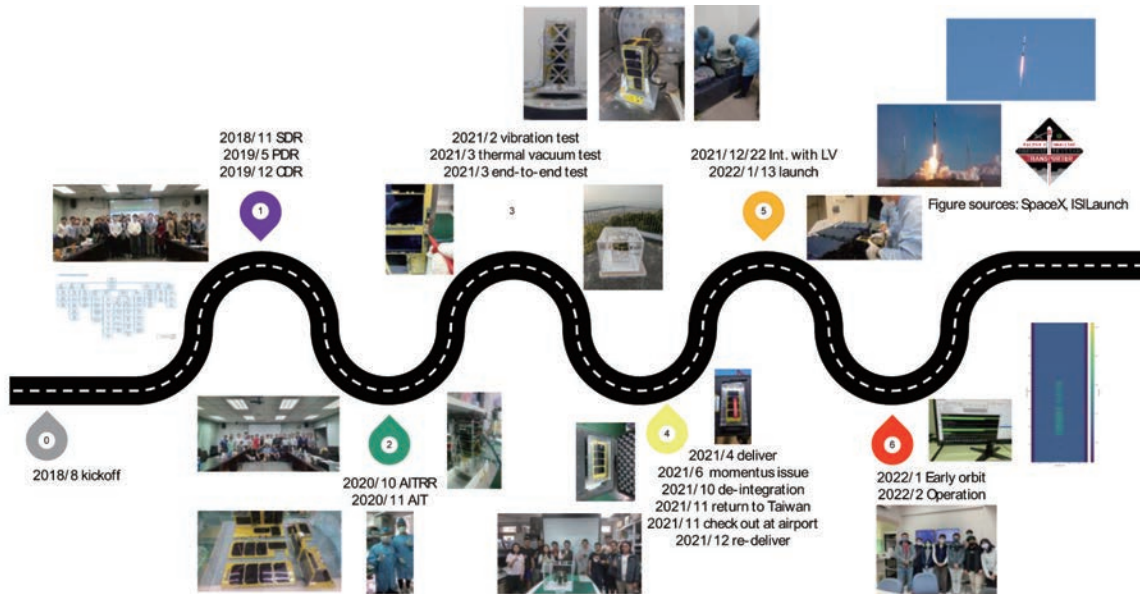 2018/11 SDR
2019/5 PDR
2019/12 CDR
1
2021/2 vibration test
2021/3 thermal vacuum test
2021/3 end-to-end test
3
2021/12/22 Int. with LV
2022/1/13 launch
5
Figure sources: SpaceX, ISILaunch
0
2018/8 kickoff
2
2020/10 AITRR
2020/11 AIT
4
2021/4 deliver
2021/6 momentus issue
2021/10 de-integration
2021/11 return to Taiwan
2021/11 check out at airport
2021/12 re-deliver
6
2022/1 Early orbit
2022/2 Operation